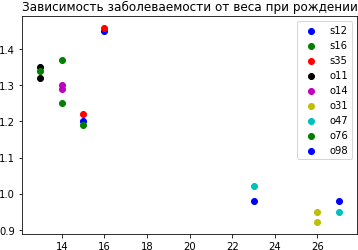 Зависимость заболеваемости от веса при рождении
1.4
1.3
1.2
1.1
1.0
0.9
14 16 18 20 22 24 26
s12
s16
s35
o11
o14
o31
o47
o76
o98